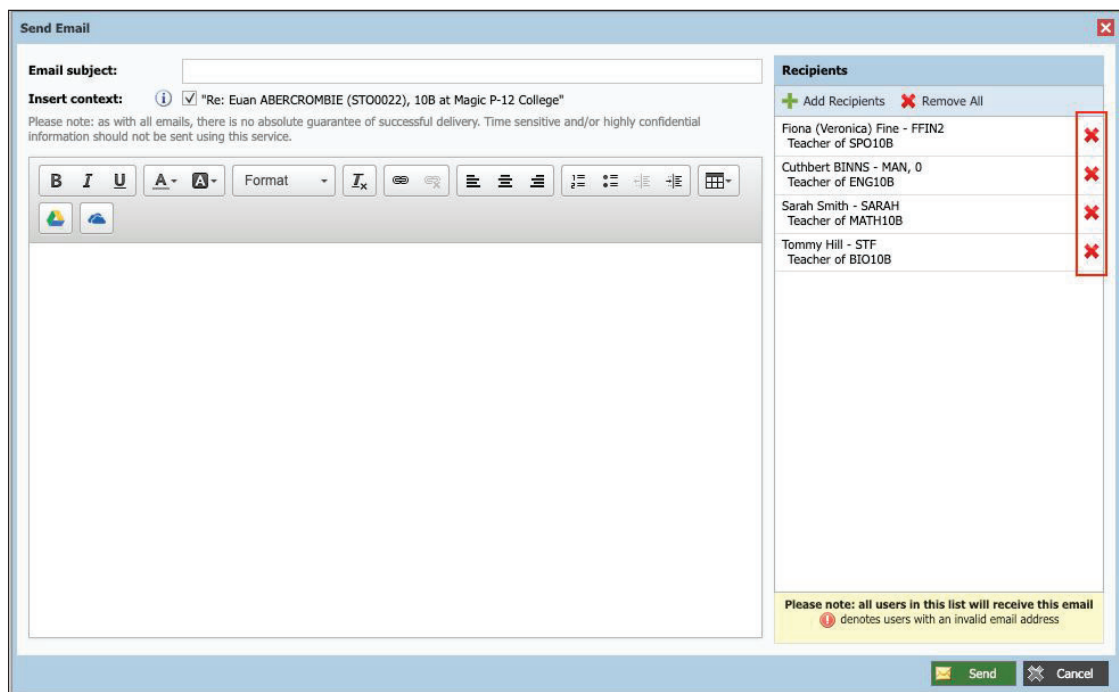 Send Email
Email subject:
Insert context: "Re: Euan ABERCROMBIE (STO0022), 10B at Magic P-12 College"
Please note: as with all emails, there is no absolute guarantee of successful delivery. Time sensitive and/or highly confidential
information should not be sent using this service.
B I U A A Format Ix
Recipients
Add Recipients Remove All
Fiona (Veronica) Fine - FFIN2
Teacher of SPO10B
Cuthbert BINNS - MAN, 0
Teacher of ENG10B
Sarah Smith - SARAH
Teacher of MATH10B
Tommy Hill - STF
Teacher of BIO10B
Please note: all users in this list will receive this email
denotes users with an invalid email address
Send Cancel